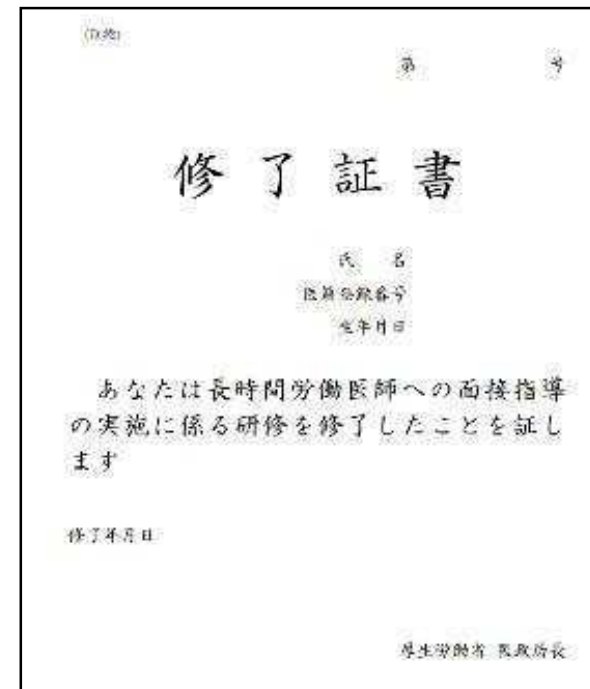 第　　　号
修了証書
氏　名
医籍登録番号
生年月日
あなたは長時間労働医師への面接指導
の実施に係る研修を修了したことを証し
ます
修了年月日
厚生労働省 医政局長